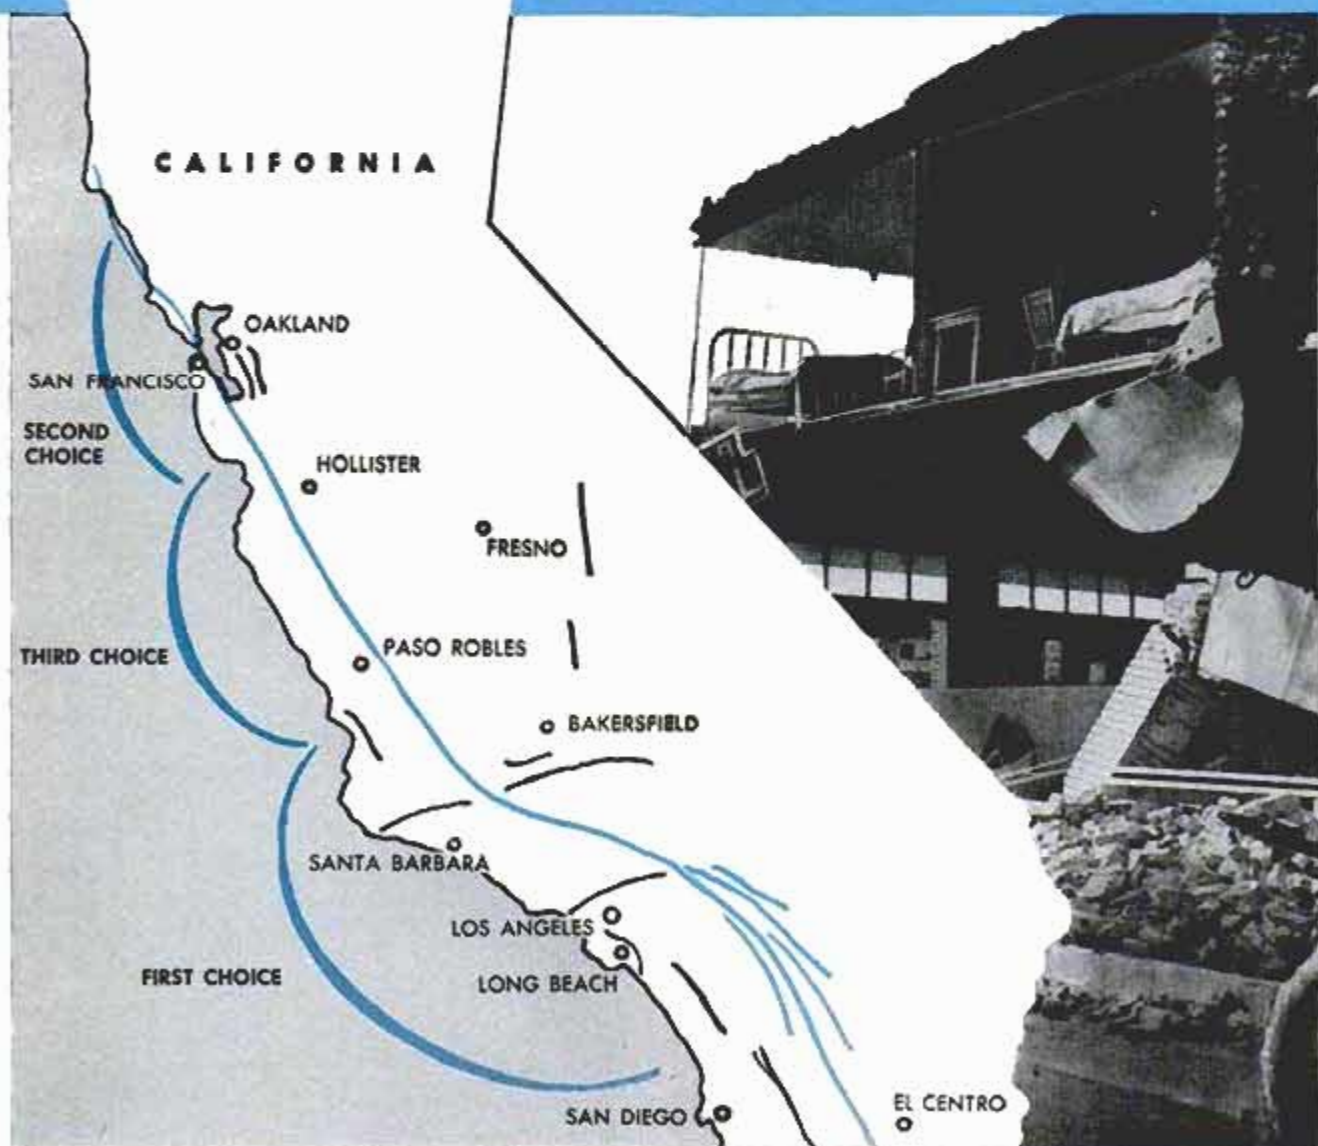 CALIFORNIA
OAKLAND
SAN FRANCISCO
SECOND
CHOICE
HOLLISTER
FRESNO
PASO ROBLES
THIRD CHOICE
BAKERSFIELD
SANTA BARBARA
LOS ANGELES
FIRST CHOICE
LONG BEACH
EL CENTRO
SAN DIEGO